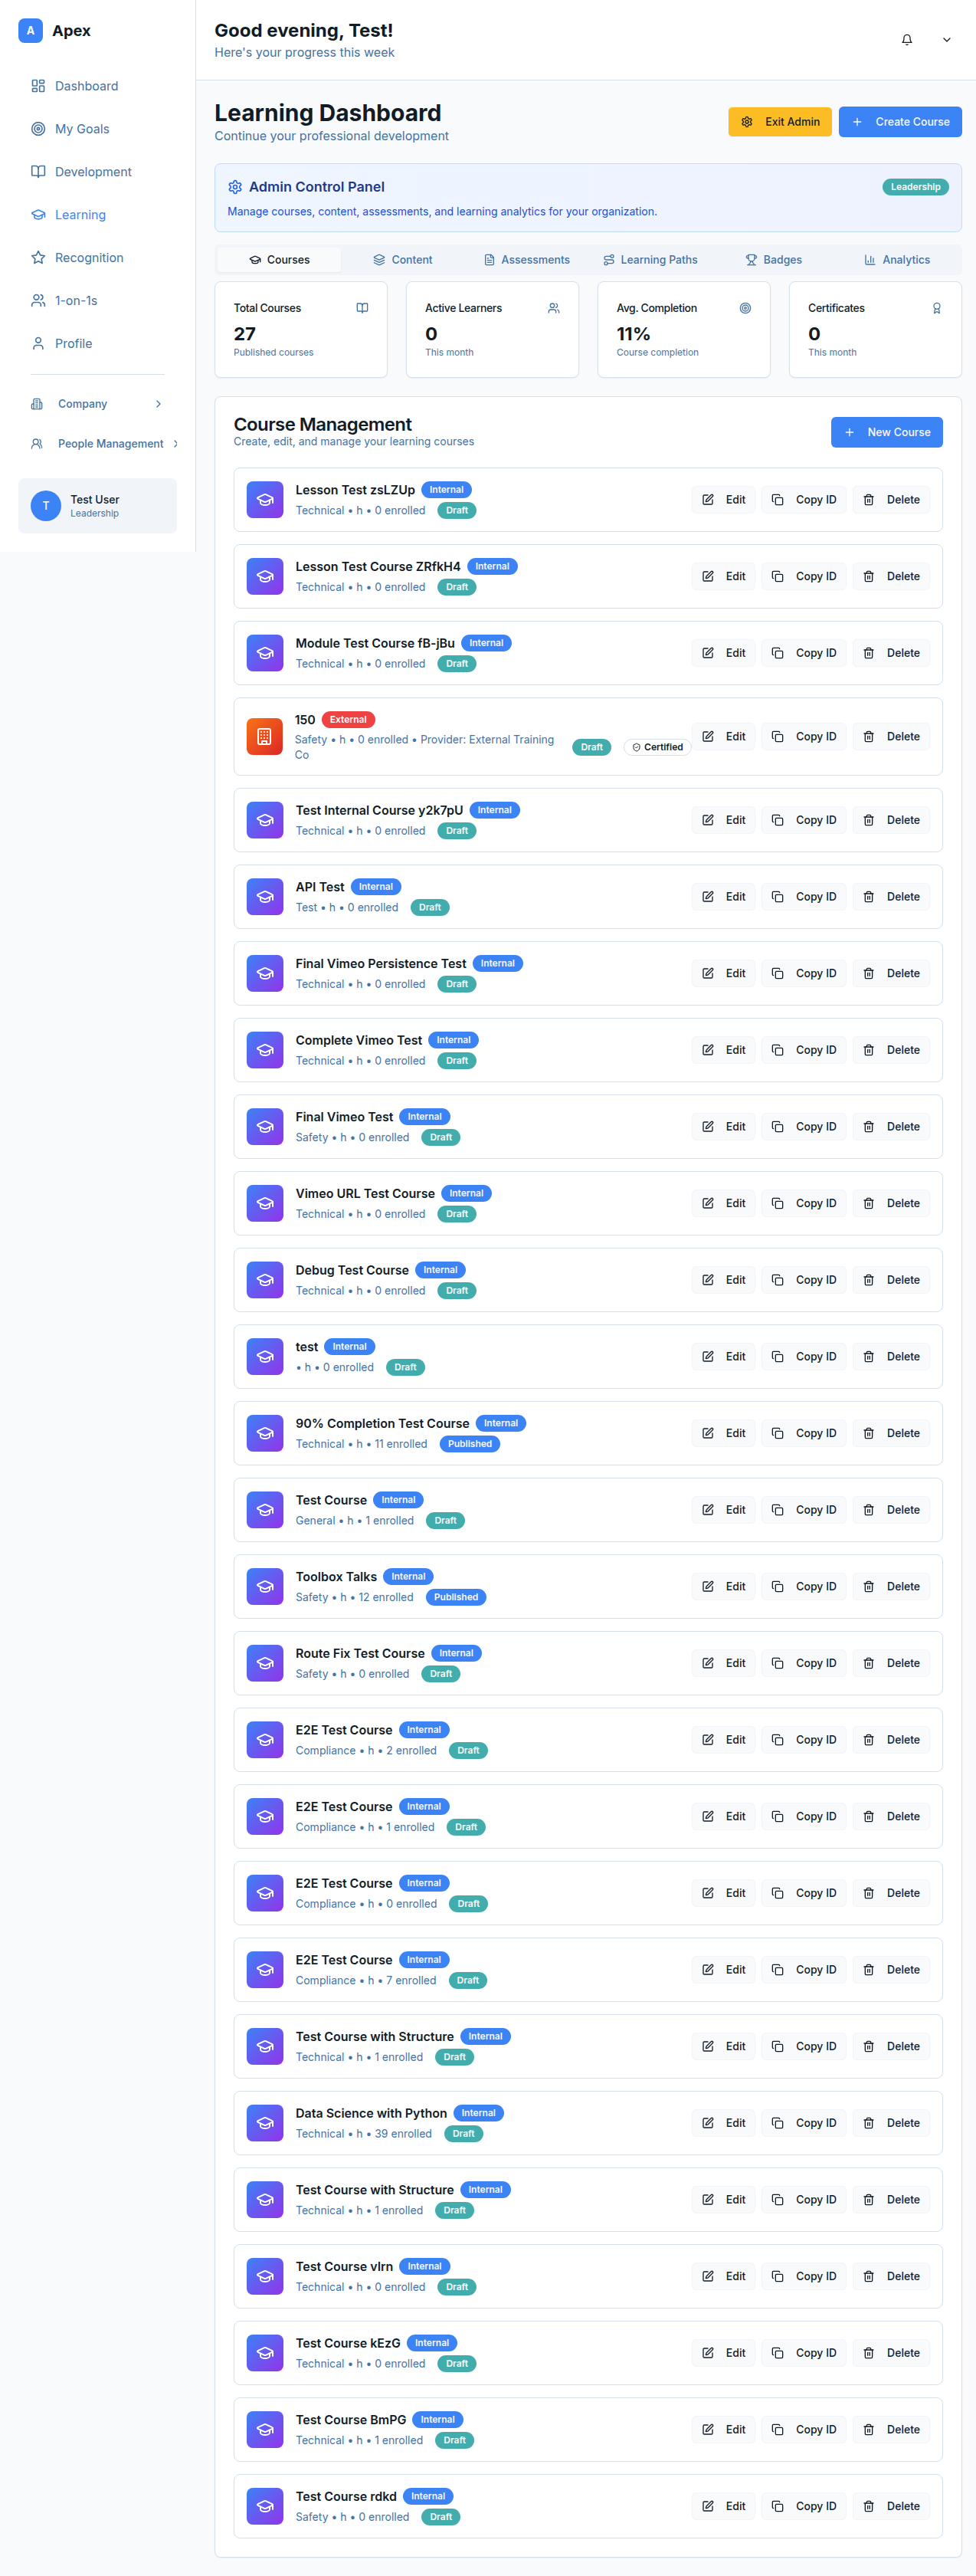 A Apex
Dashboard
My Goals
Development
Learning
Recognition
1-on-1s
Profile
Company
People Management
T Test User
Leadership
Good evening, Test!
Here's your progress this week
Learning Dashboard
Continue your professional development
Exit Admin
Create Course
Admin Control Panel
Leadership
Manage courses, content, assessments, and learning analytics for your organization.
Courses Content Assessments Learning Paths Badges Analytics
Total Courses
27
Published courses
Active Learners
0
This month
Avg. Completion
11%
Course completion
Certificates
0
This month
Course Management
Create, edit, and manage your learning courses
New Course
Lesson Test zsLZUp Internal
Technical • h • 0 enrolled Draft
Edit Copy ID Delete
Lesson Test Course ZRfkH4 Internal
Technical • h • 0 enrolled Draft
Edit Copy ID Delete
Module Test Course fB-jBu Internal
Technical • h • 0 enrolled Draft
Edit Copy ID Delete
150 External
Safety • h • 0 enrolled • Provider: External Training
Co
Draft Certified
Edit Copy ID Delete
Test Internal Course y2k7pU Internal
Technical • h • 0 enrolled Draft
Edit Copy ID Delete
API Test Internal
Test • h • 0 enrolled Draft
Edit Copy ID Delete
Final Vimeo Persistence Test Internal
Technical • h • 0 enrolled Draft
Edit Copy ID Delete
Complete Vimeo Test Internal
Technical • h • 0 enrolled Draft
Edit Copy ID Delete
Final Vimeo Test Internal
Safety • h • 0 enrolled Draft
Edit Copy ID Delete
Vimeo URL Test Course Internal
Technical • h • 0 enrolled Draft
Edit Copy ID Delete
Debug Test Course Internal
Technical • h • 0 enrolled Draft
Edit Copy ID Delete
test Internal
• h • 0 enrolled Draft
Edit Copy ID Delete
90% Completion Test Course Internal
Technical • h • 11 enrolled Published
Edit Copy ID Delete
Test Course Internal
General • h • 1 enrolled Draft
Edit Copy ID Delete
Toolbox Talks Internal
Safety • h • 12 enrolled Published
Edit Copy ID Delete
Route Fix Test Course Internal
Safety • h • 0 enrolled Draft
Edit Copy ID Delete
E2E Test Course Internal
Compliance • h • 2 enrolled Draft
Edit Copy ID Delete
E2E Test Course Internal
Compliance • h • 1 enrolled Draft
Edit Copy ID Delete
E2E Test Course Internal
Compliance • h • 0 enrolled Draft
Edit Copy ID Delete
E2E Test Course Internal
Compliance • h • 7 enrolled Draft
Edit Copy ID Delete
Test Course with Structure Internal
Technical • h • 1 enrolled Draft
Edit Copy ID Delete
Data Science with Python Internal
Technical • h • 39 enrolled Draft
Edit Copy ID Delete
Test Course with Structure Internal
Technical • h • 1 enrolled Draft
Edit Copy ID Delete
Test Course Internal
Technical • h • 0 enrolled Draft
Edit Copy ID Delete
Test Course kEzG Internal
Technical • h • 0 enrolled Draft
Edit Copy ID Delete
Test Course BmPG Internal
Technical • h • 1 enrolled Draft
Edit Copy ID Delete
Test Course rdkd Internal
Safety • h • 0 enrolled Draft
Edit Copy ID Delete